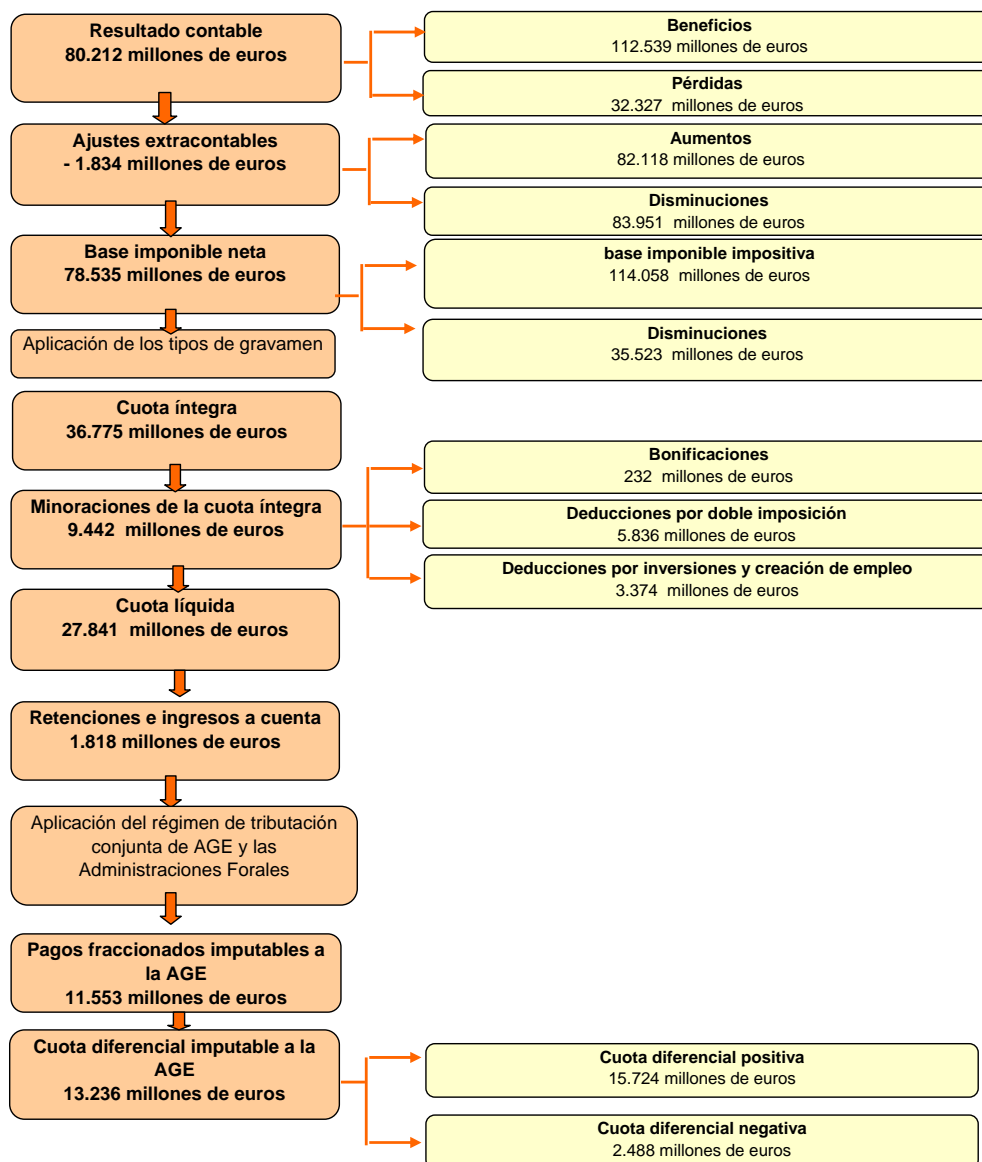 Resultado contable
80.212 millones de euros
Beneficios
112.539 millones de euros
Pérdidas
32.327 millones de euros
Ajustes extracontables
- 1.834 millones de euros
Aumentos
82.118 millones de euros
Disminuciones
83.951 millones de euros
Base imponible neta
78.535 millones de euros
base imponible impositiva
114.058 millones de euros
Disminuciones
35.523 millones de euros
Aplicación de los tipos de gravamen
Cuota íntegra
36.775 millones de euros
Minoraciones de la cuota íntegra
9.442 millones de euros
Bonificaciones
232 millones de euros
Deducciones por doble imposición
5.836 millones de euros
Deducciones por inversiones y creación de empleo
3.374 millones de euros
Cuota líquida
27.841 millones de euros
Retenciones e ingresos a cuenta
1.818 millones de euros
Aplicación del régimen de tributación
conjunta de AGE y las
Administraciones Forales
Pagos fraccionados imputables a
la AGE
11.553 millones de euros
Cuota diferencial imputable a la
AGE
13.236 millones de euros
Cuota diferencial positiva
15.724 millones de euros
Cuota diferencial negativa
2.488 millones de euros